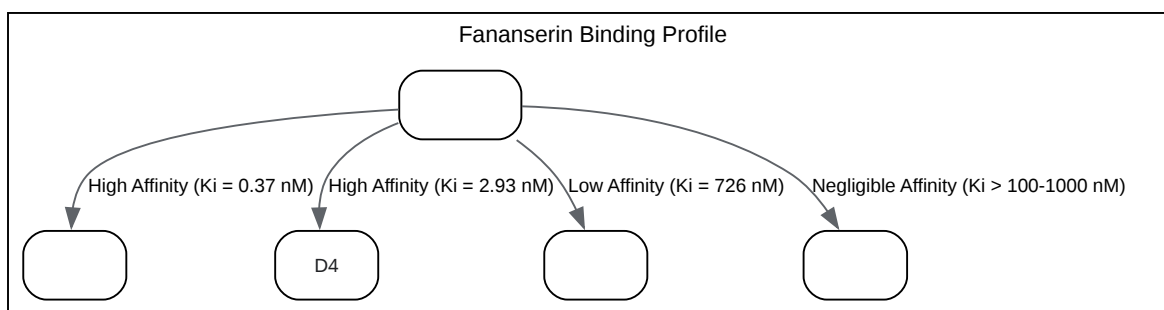 Fananserin Binding Profile
High Affinity (Ki = 0.37 nM)
High Affinity (Ki = 2.93 nM)
Low Affinity (Ki = 726 nM)
Negligible Affinity (Ki > 100-1000 nM)
D4